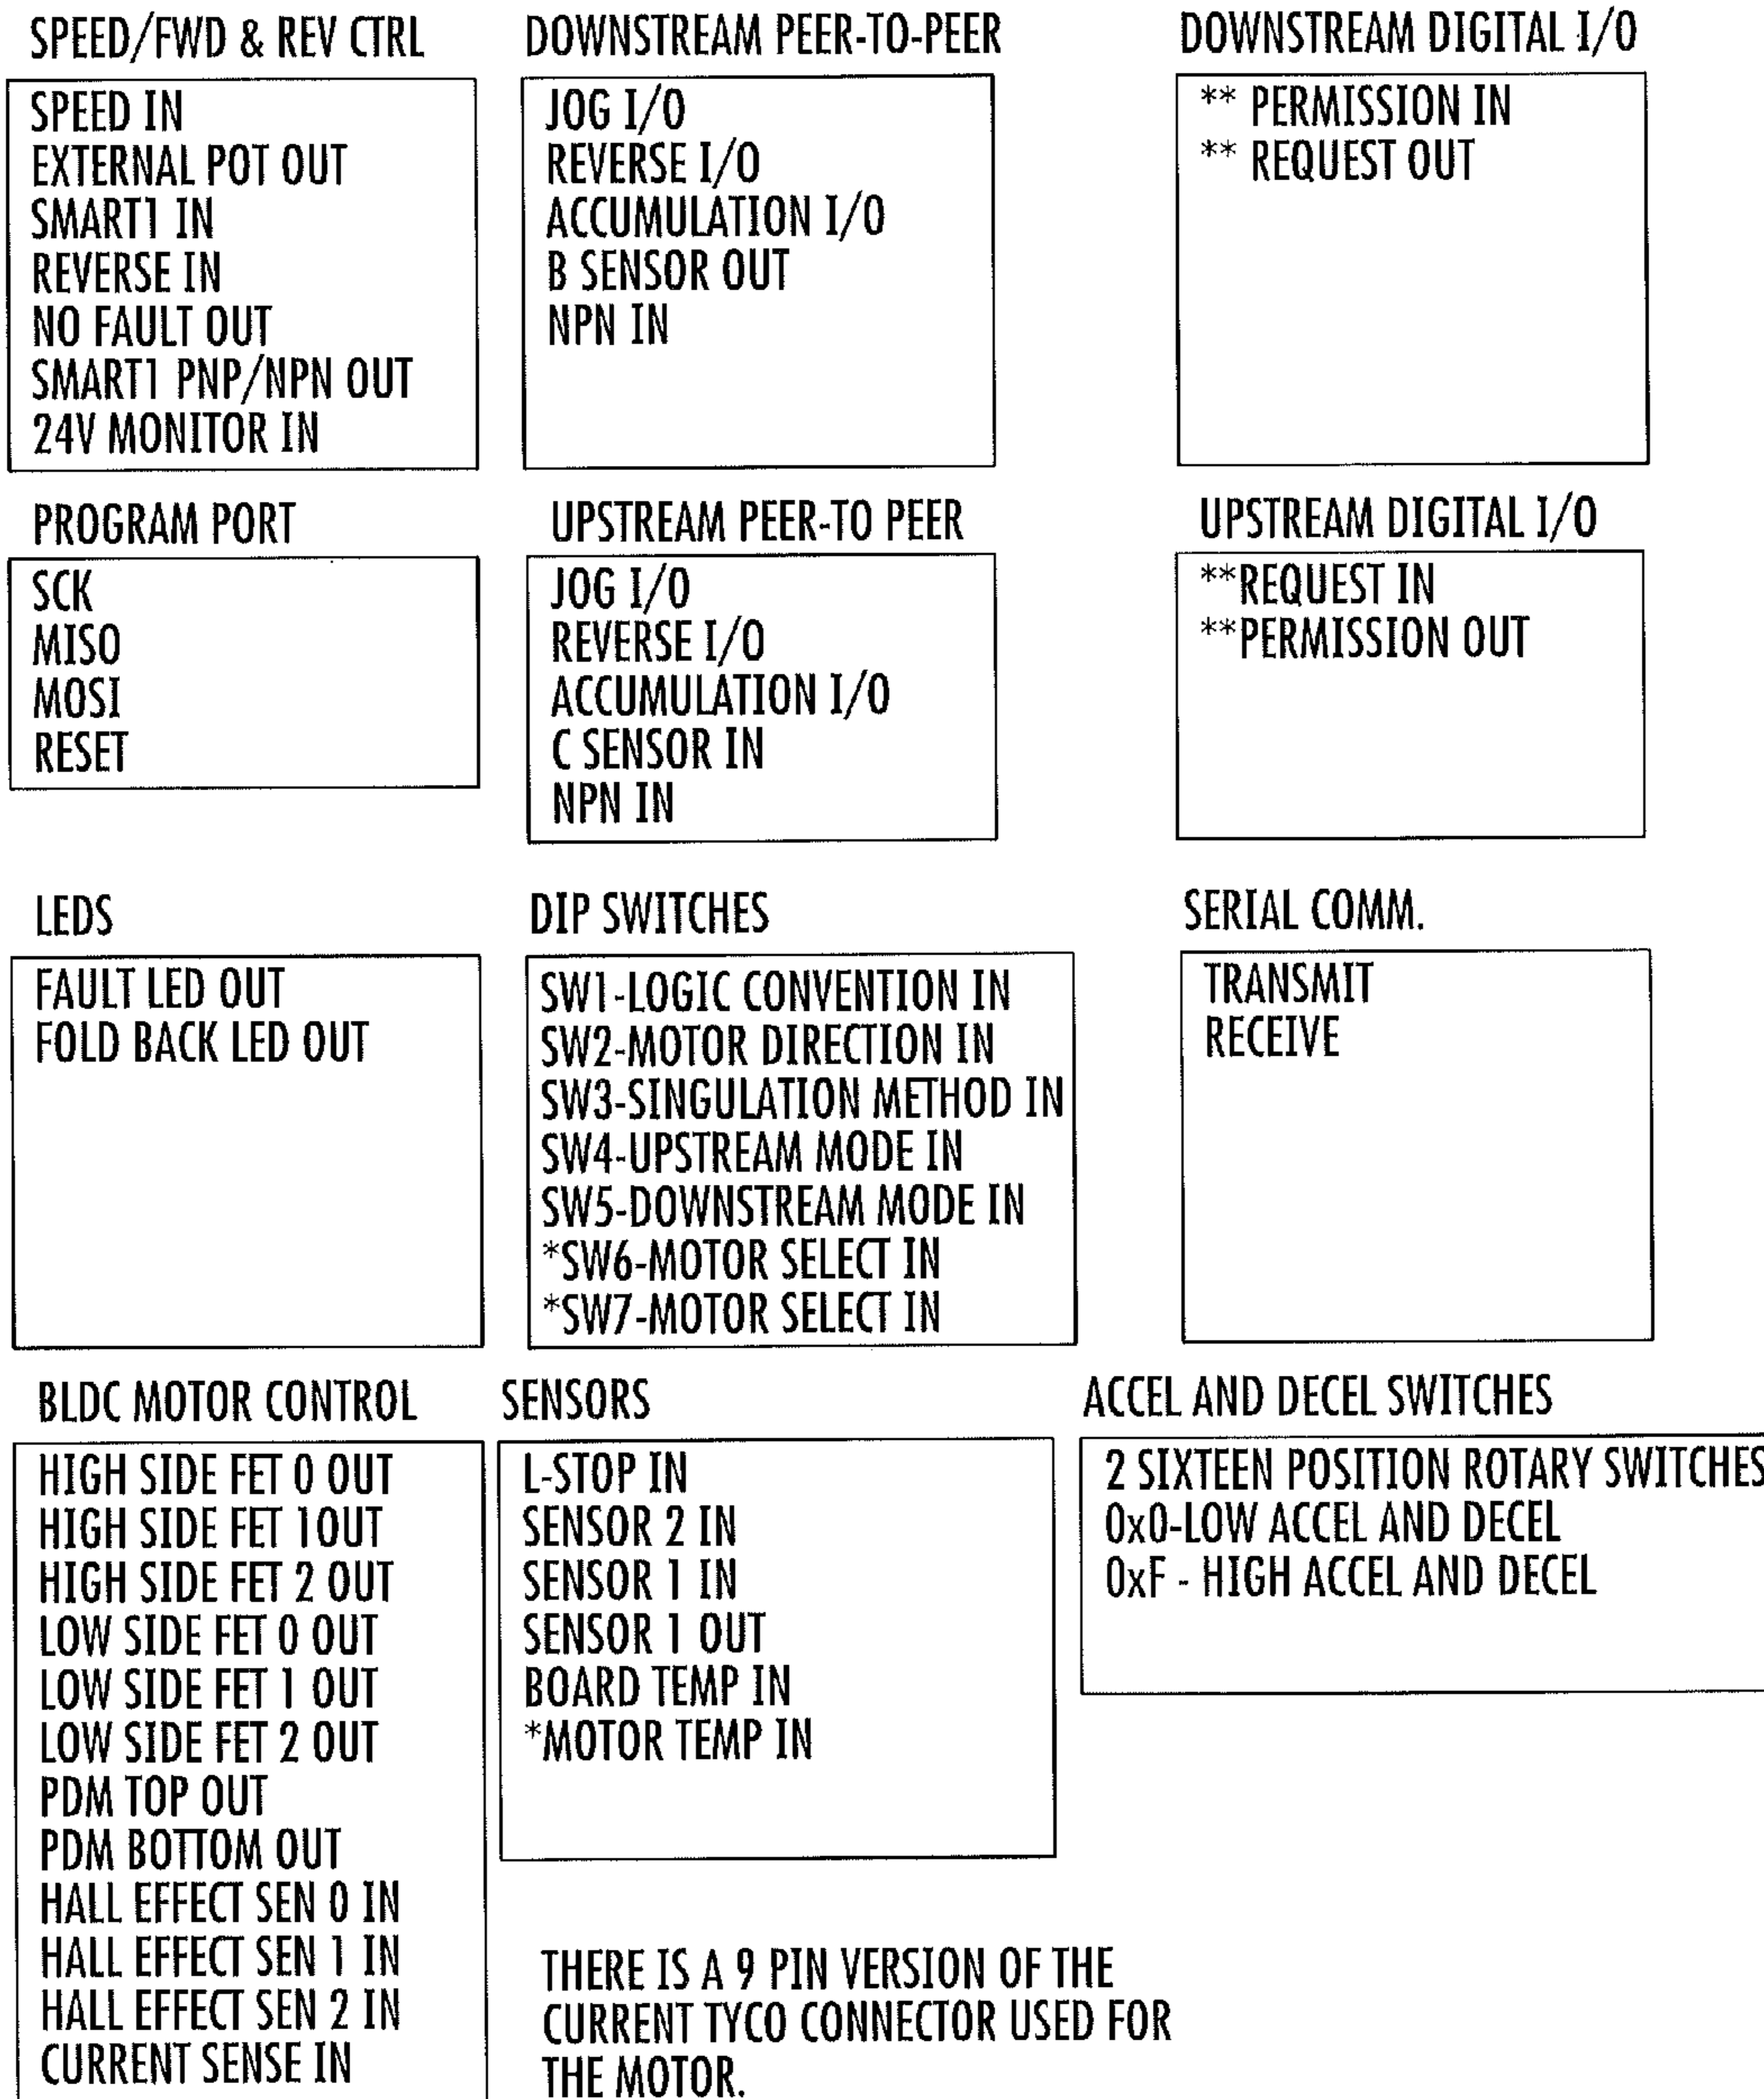 SPEED/FWD & REV CTRL
SPEED IN
EXTERNAL POT OUT
SMART1 IN
REVERSE IN
NO FAULT OUT
SMART1 PNP/NPN OUT
24V MONITOR IN
DOWNSTREAM PEER-TO-PEER
JOG I/O
REVERSE I/O
ACCUMULATION I/O
B SENSOR OUT
NPN IN
DOWNSTREAM DIGITAL I/O
** PERMISSION IN
** REQUEST OUT
PROGRAM PORT
SCK
MISO
MOSI
RESET
UPSTREAM PEER-TO PEER
JOG I/O
REVERSE I/O
ACCUMULATION I/O
C SENSOR IN
NPN IN
UPSTREAM DIGITAL I/O
**REQUEST IN
**PERMISSION OUT
LEDS
FAULT LED OUT
FOLD BACK LED OUT
DIP SWITCHES
SW1-LOGIC CONVENTION IN
SW2-MOTOR DIRECTION IN
SW3-SINGULATION METHOD IN
SW4-UPSTREAM MODE IN
SW5-DOWNSTREAM MODE IN
*SW6-MOTOR SELECT IN
*SW7-MOTOR SELECT IN
SERIAL COMM.
TRANSMIT
RECEIVE
BLDC MOTOR CONTROL
HIGH SIDE FET 0 OUT
HIGH SIDE FET 1OUT
HIGH SIDE FET 2 OUT
LOW SIDE FET 0 OUT
LOW SIDE FET 1 OUT
LOW SIDE FET 2 OUT
PDM TOP OUT
PDM BOTTOM OUT
HALL EFFECT SEN 0 IN
HALL EFFECT SEN 1 IN
HALL EFFECT SEN 2 IN
CURRENT SENSE IN
SENSORS
L-STOP IN
SENSOR 2 IN
SENSOR 1 IN
SENSOR 1 OUT
BOARD TEMP IN
*MOTOR TEMP IN
ACCEL AND DECEL SWITCHES
2 SIXTEEN POSITION ROTARY SWITCHES
0x0-LOW ACCEL AND DECEL
0xF - HIGH ACCEL AND DECEL
THERE IS A 9 PIN VERSION OF THE
CURRENT TYCO CONNECTOR USED FOR
THE MOTOR.